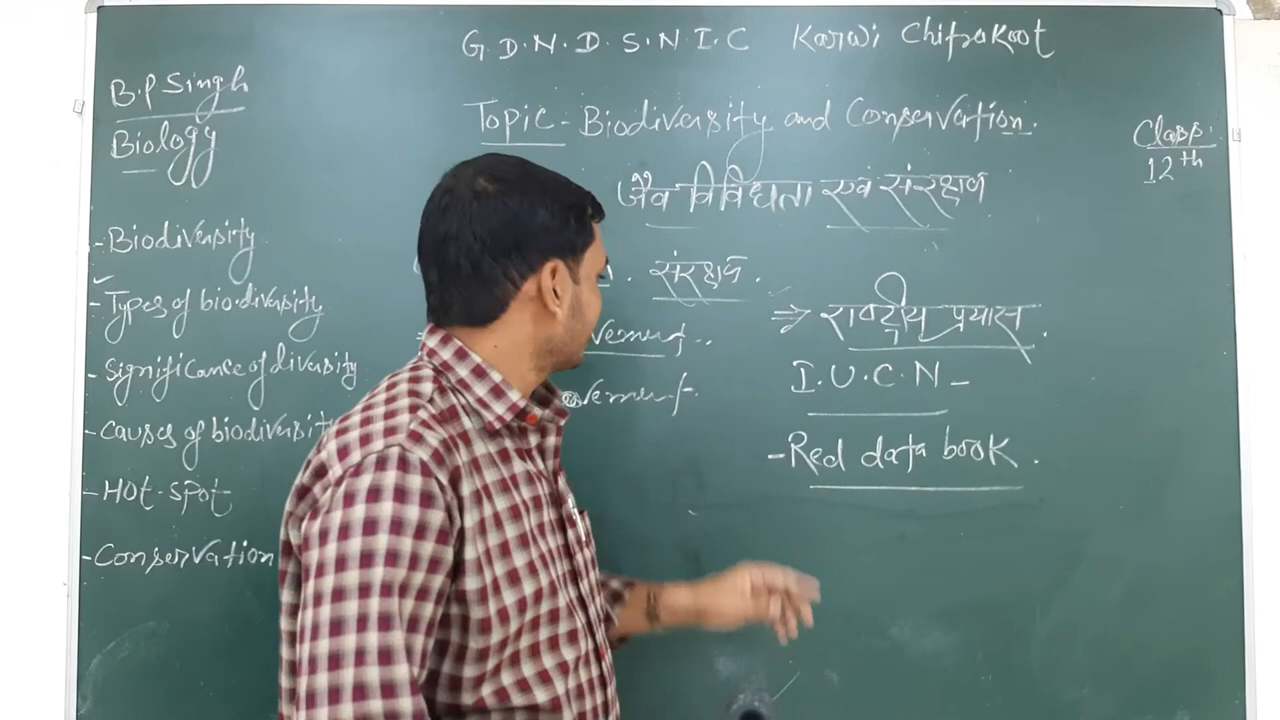 G.D.N.D.S.N.I.C Karwi Chitrakoot
B.P Singh
Biology
Topic - Biodiversity and Conservation.
Class.
12th
जैव विविधता एवं संरक्षण
- Biodiversity
- Types of biodiversity
- Significance of diversity
- Causes of biodiversity
- Hot-spot
- Conservation
संरक्षण.
⇒ राष्ट्रीय प्रयास.
I.U.C.N -
- Red data book.